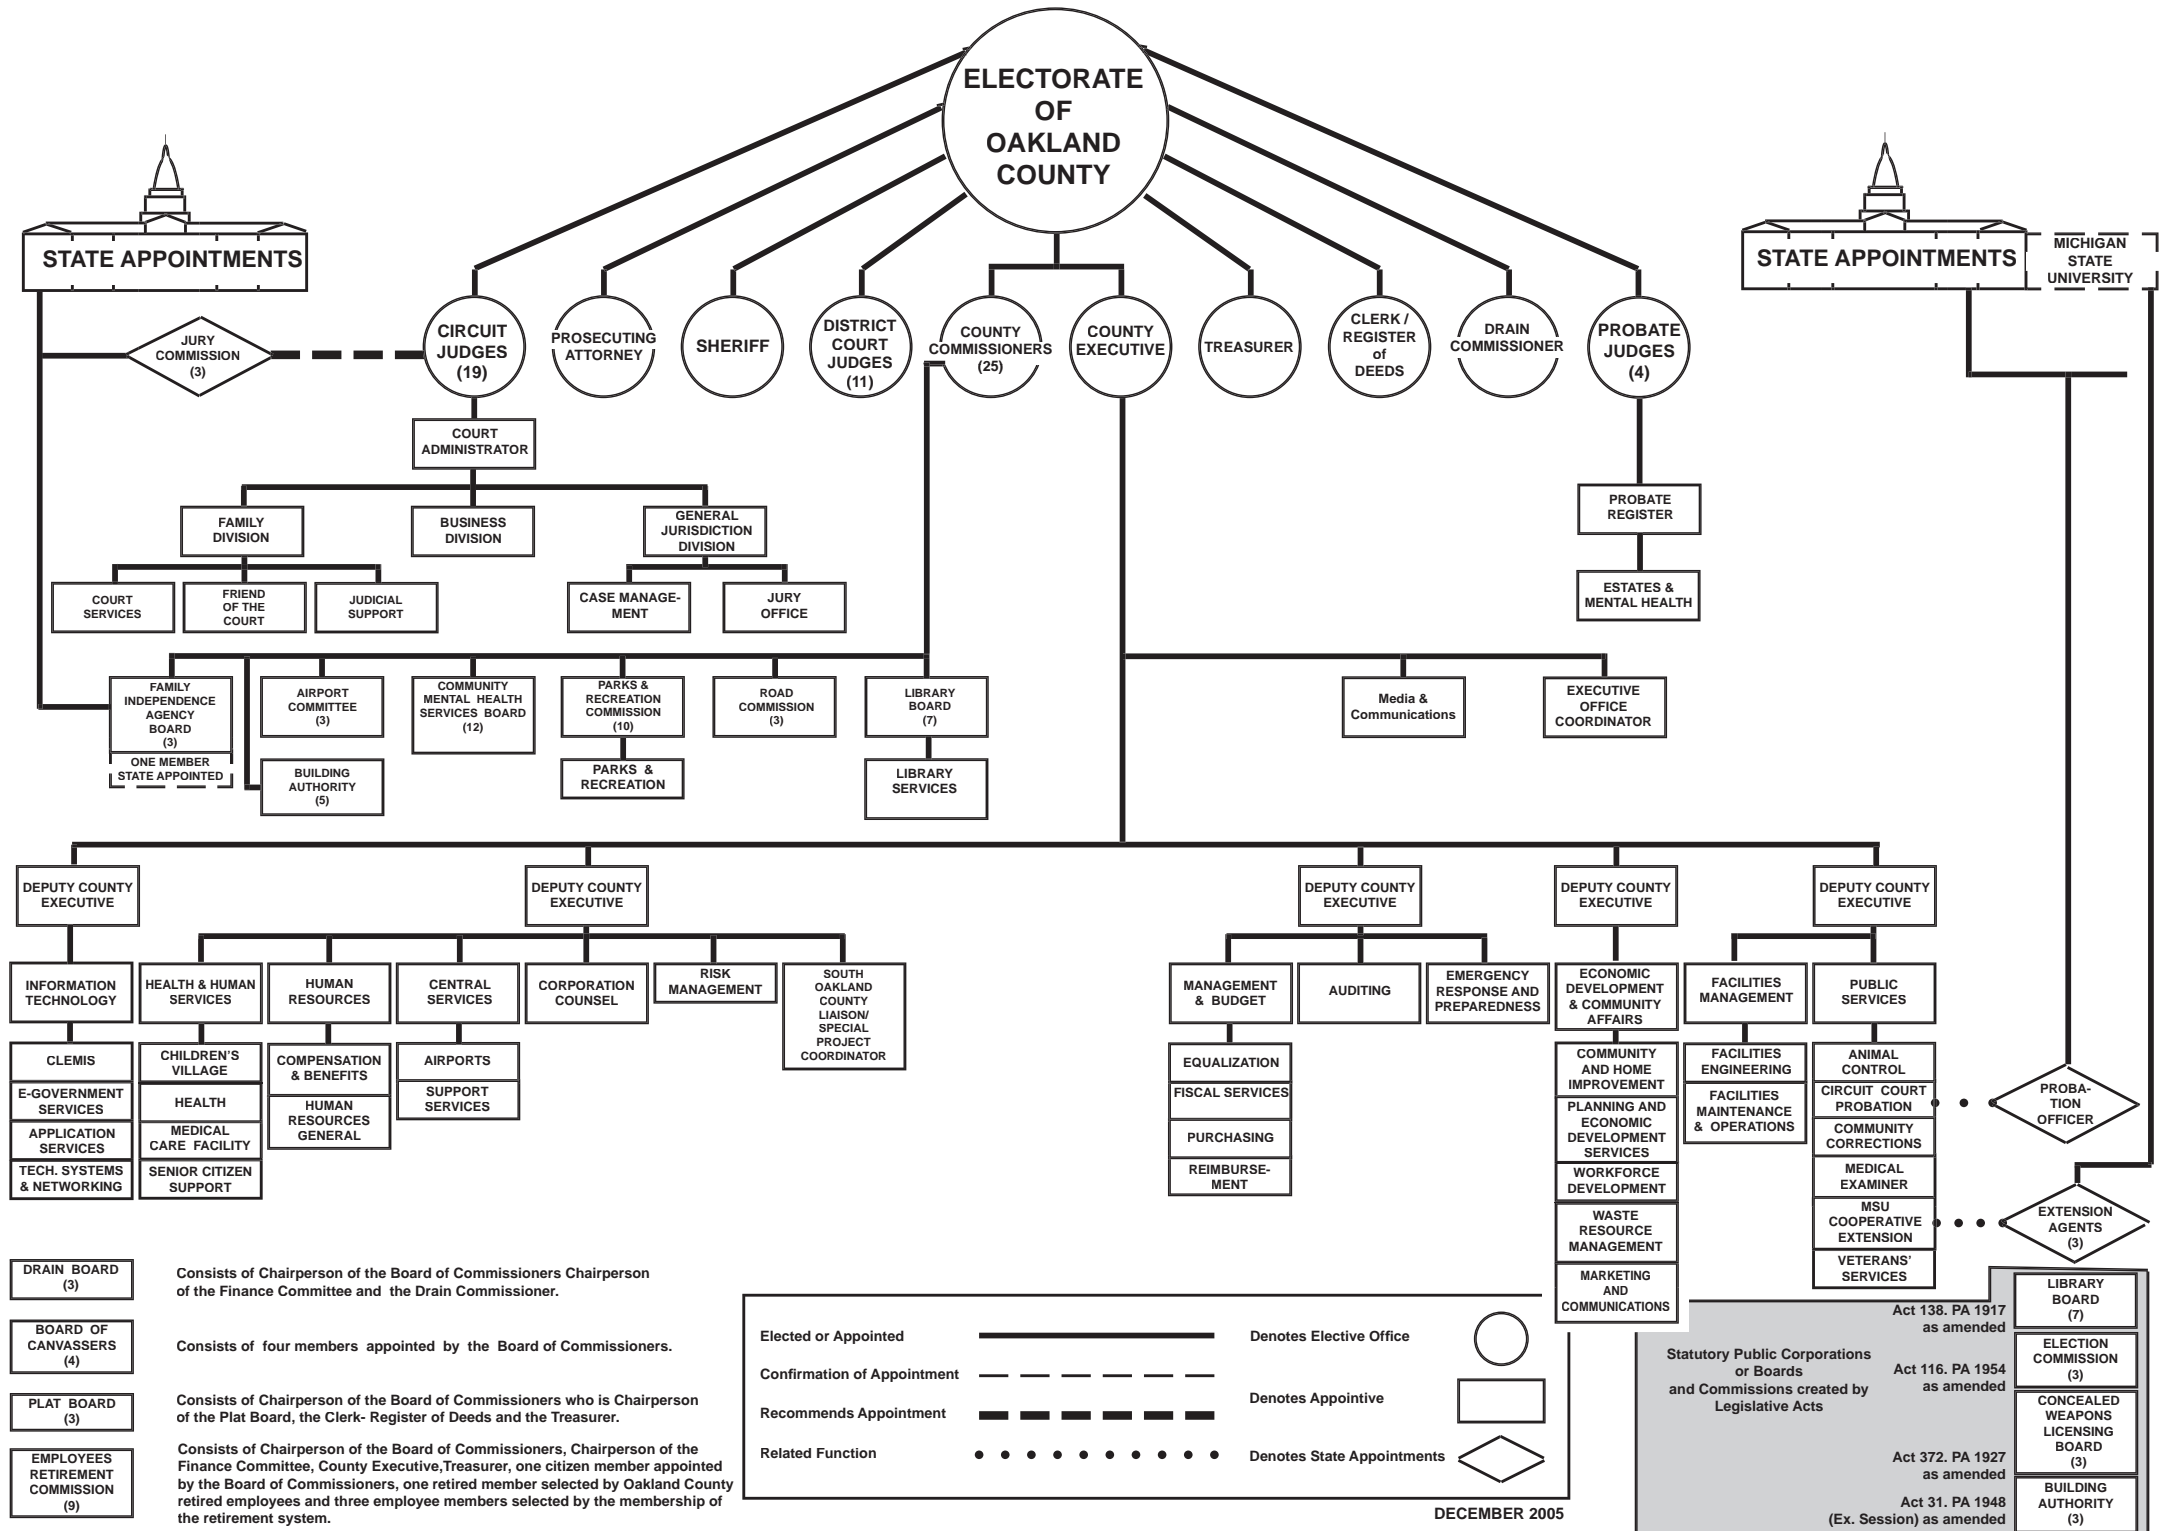 ELECTORATE
OF
OAKLAND
COUNTY
STATE APPOINTMENTS
STATE APPOINTMENTS
MICHIGAN
STATE
UNIVERSITY
JURY
COMMISSION
(3)
CIRCUIT
JUDGES
(19)
PROSECUTING
ATTORNEY
SHERIFF
DISTRICT
COURT
JUDGES
(11)
COUNTY
COMMISSIONERS
(25)
COUNTY
EXECUTIVE
TREASURER
CLERK /
REGISTER
of
DEEDS
DRAIN
COMMISSIONER
PROBATE
JUDGES
(4)
COURT
ADMINISTRATOR
FAMILY
DIVISION
BUSINESS
DIVISION
GENERAL
JURISDICTION
DIVISION
PROBATE
REGISTER
COURT
SERVICES
FRIEND
OF THE
COURT
JUDICIAL
SUPPORT
CASE MANAGE-
MENT
JURY
OFFICE
ESTATES &
MENTAL HEALTH
FAMILY
INDEPENDENCE
AGENCY
BOARD
(3)
ONE MEMBER
STATE APPOINTED
AIRPORT
COMMITTEE
(3)
BUILDING
AUTHORITY
(5)
COMMUNITY
MENTAL HEALTH
SERVICES BOARD
(12)
PARKS &
RECREATION
COMMISSION
(10)
PARKS &
RECREATION
ROAD
COMMISSION
(3)
LIBRARY
BOARD
(7)
LIBRARY
SERVICES
Media &
Communications
EXECUTIVE
OFFICE
COORDINATOR
DEPUTY COUNTY
EXECUTIVE
DEPUTY COUNTY
EXECUTIVE
DEPUTY COUNTY
EXECUTIVE
DEPUTY COUNTY
EXECUTIVE
DEPUTY COUNTY
EXECUTIVE
INFORMATION
TECHNOLOGY
HEALTH & HUMAN
SERVICES
HUMAN
RESOURCES
CENTRAL
SERVICES
CORPORATION
COUNSEL
RISK
MANAGEMENT
SOUTH
OAKLAND
COUNTY
LIAISON/
SPECIAL
PROJECT
COORDINATOR
MANAGEMENT
& BUDGET
AUDITING
EMERGENCY
RESPONSE AND
PREPAREDNESS
ECONOMIC
DEVELOPMENT
& COMMUNITY
AFFAIRS
FACILITIES
MANAGEMENT
PUBLIC
SERVICES
CLEMIS
E-GOVERNMENT
SERVICES
APPLICATION
SERVICES
TECH. SYSTEMS
& NETWORKING
CHILDREN'S
VILLAGE
HEALTH
MEDICAL
CARE FACILITY
SENIOR CITIZEN
SUPPORT
COMPENSATION
& BENEFITS
HUMAN
RESOURCES
GENERAL
AIRPORTS
SUPPORT
SERVICES
EQUALIZATION
FISCAL SERVICES
PURCHASING
REIMBURSE-
MENT
COMMUNITY
AND HOME
IMPROVEMENT
PLANNING AND
ECONOMIC
DEVELOPMENT
SERVICES
WORKFORCE
DEVELOPMENT
WASTE
RESOURCE
MANAGEMENT
MARKETING
AND
COMMUNICATIONS
FACILITIES
ENGINEERING
FACILITIES
MAINTENANCE
& OPERATIONS
ANIMAL
CONTROL
CIRCUIT COURT
PROBATION
COMMUNITY
CORRECTIONS
MEDICAL
EXAMINER
MSU
COOPERATIVE
EXTENSION
VETERANS'
SERVICES
PROBA-
TION
OFFICER
EXTENSION
AGENTS
(3)
DRAIN BOARD
(3)
Consists of Chairperson of the Board of Commissioners Chairperson
of the Finance Committee and the Drain Commissioner.
BOARD OF
CANVASSERS
(4)
Consists of four members appointed by the Board of Commissioners.
PLAT BOARD
(3)
Consists of Chairperson of the Board of Commissioners who is Chairperson
of the Plat Board, the Clerk- Register of Deeds and the Treasurer.
EMPLOYEES
RETIREMENT
COMMISSION
(9)
Consists of Chairperson of the Board of Commissioners, Chairperson of the
Finance Committee, County Executive,Treasurer, one citizen member appointed
by the Board of Commissioners, one retired member selected by Oakland County
retired employees and three employee members selected by the membership of
the retirement system.
Elected or Appointed
Confirmation of Appointment
Recommends Appointment
Related Function
Denotes Elective Office
Denotes Appointive
Denotes State Appointments
DECEMBER 2005
Statutory Public Corporations
or Boards
and Commissions created by
Legislative Acts
Act 138. PA 1917
as amended
LIBRARY
BOARD
(7)
Act 116. PA 1954
as amended
ELECTION
COMMISSION
(3)
Act 372. PA 1927
as amended
CONCEALED
WEAPONS
LICENSING
BOARD
(3)
Act 31. PA 1948
(Ex. Session) as amended
BUILDING
AUTHORITY
(3)